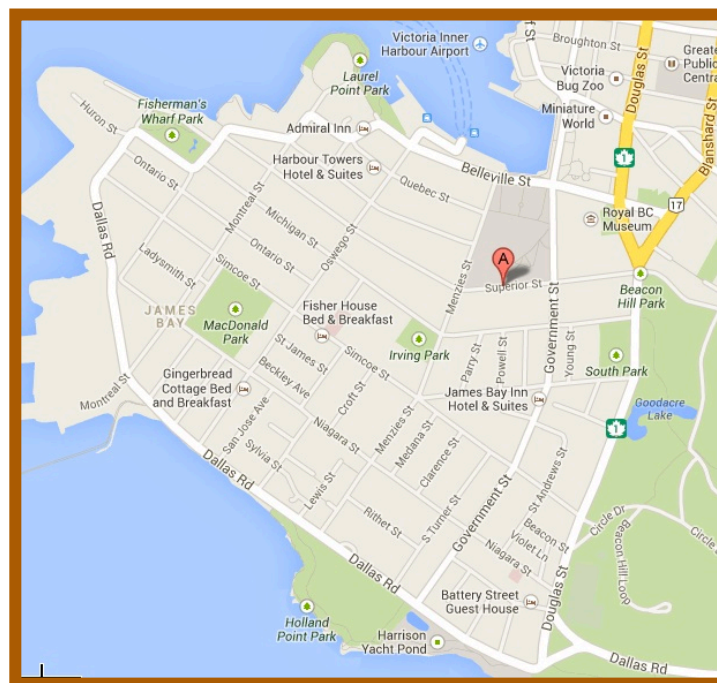 Victoria Inner
Harbour Airport
Broughton St
Douglas St
Greate
Public
Centra
Victoria
Bug Zoo
Laurel
Point Park
Blanshard St
Huron St
Fisherman's
Wharf Park
Admiral Inn
Miniature
World
1
Harbour Towers
Hotel & Suites
Belleville St
Ontario St
Quebec St
17
Montreal St
Michigan St
Royal BC
Museum
Dallas Rd
Oswego St
Ladysmith St
Ontario St
Simcoe St
Menzies St
A
Superior St
Beacon
Hill Park
JAMES
BAY
MacDonald
Park
Fisher House
Bed & Breakfast
Government St
Irving Park
Parry St
Powell St
Young St
St James St
Simcoe St
South Park
Gingerbread
Cottage Bed
and Breakfast
Beckley Ave
Croft St
James Bay Inn
Hotel & Suites
Goodacre
Lake
Montreal St
San Jose Ave
Menzies St
1
Niagara St
Medana St
Sylvia St
Clarence St
Dallas Rd
Lewis St
Government St
St Andrews St
Rithet St
S Turner St
Circle Dr
Circle
Beacon St
Violet Ln
Beacon Hill Loop
Niagara St
Dallas Rd
Battery Street
Guest House
Douglas St
Holland
Point Park
Harrison
Yacht Pond
Dallas Rd